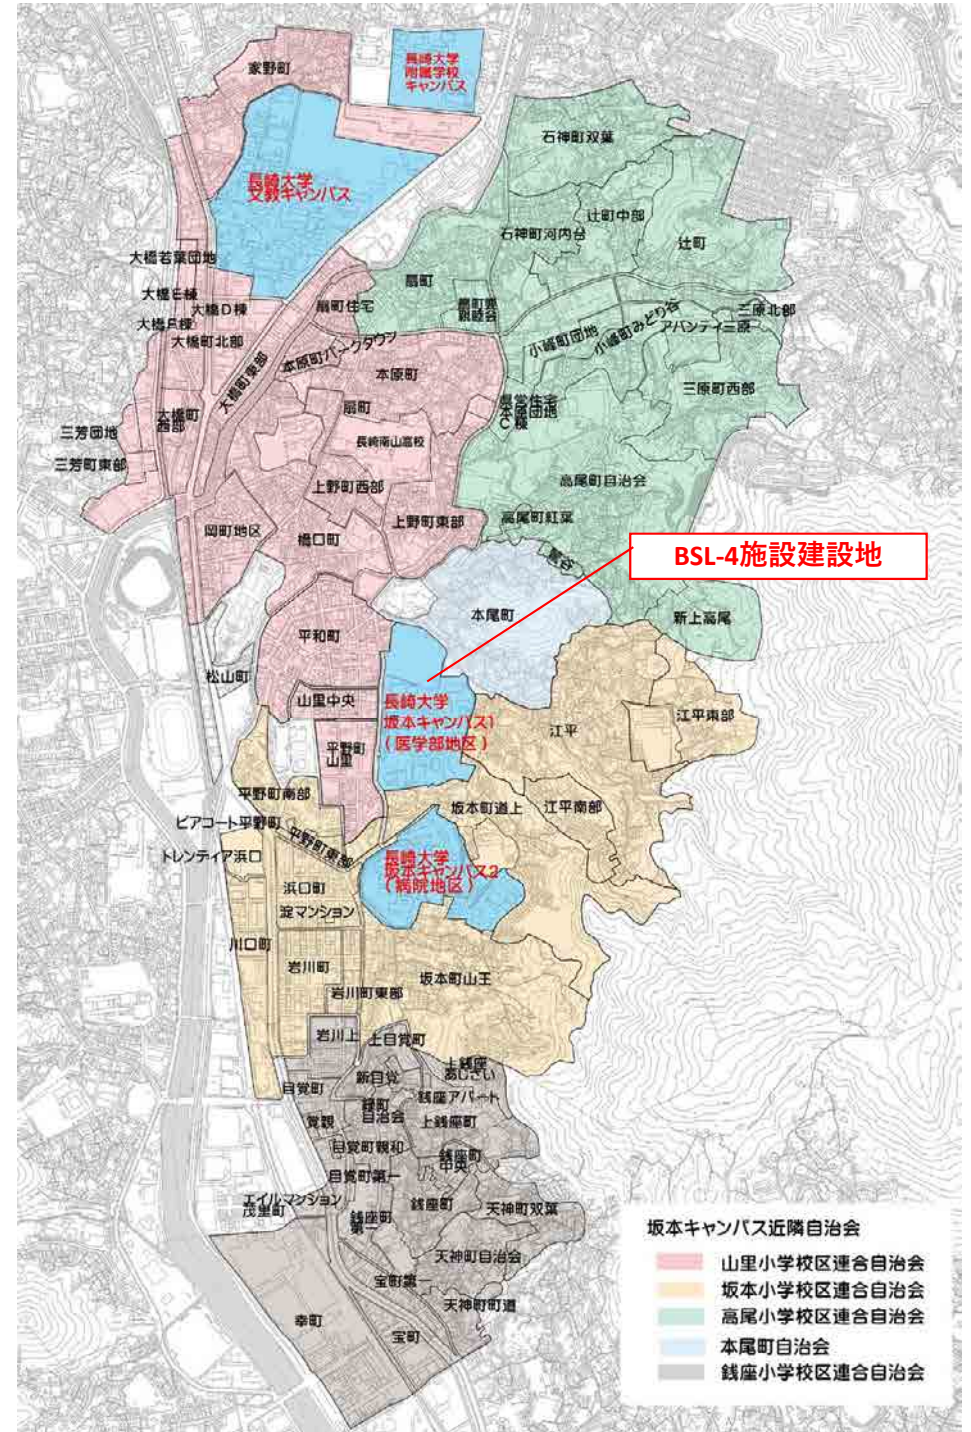 家野町
長崎大学
附属学校
キャンパス
石神町双葉
長崎大学
文教キャンパス
辻町中部
石神町河内台
辻町
大橋若葉団地
扇町
大橋E棟
扇町住宅
大橋D棟
三原北部
小峰町みどり谷
アバンティ三原
小峰町団地
大橋町北部
本原町パークタウン
大橋町東部
本原町
三原町西部
扇町
県営住宅
本原団地
C棟
大橋町
西部
三芳団地
長崎南山高校
三芳町東部
上野町西部
高尾町自治会
上野町東部
高尾町紅葉
岡町地区
橋口町
BSL-4施設建設地
本尾町
新上高尾
平和町
松山町
山里中央
長崎大学
坂本キャンパス1
(医学部地区)
江平
江平東部
平野町
山里
平野町南部
坂本町道上
江平南部
ピアコート平野町
平野町東部
トレンティア浜口
長崎大学
坂本キャンパス2
(病院地区)
浜口町
淀マンション
川口町
岩川町
坂本町山王
岩川町東部
岩川上
上目覚町
上銭座
あじさい
新目覚
目覚町
銭座アパート
緑町
自治会
覚親
上銭座町
目覚町親和
銭座町
中央
目覚町第一
エイルマンション
茂里町
銭座町
銭座町
第一
天神町双葉
天神町自治会
宝町第一
天神町町道
幸町
宝町
坂本キャンパス近隣自治会
山里小学校区連合自治会
坂本小学校区連合自治会
高尾小学校区連合自治会
本尾町自治会
銭座小学校区連合自治会